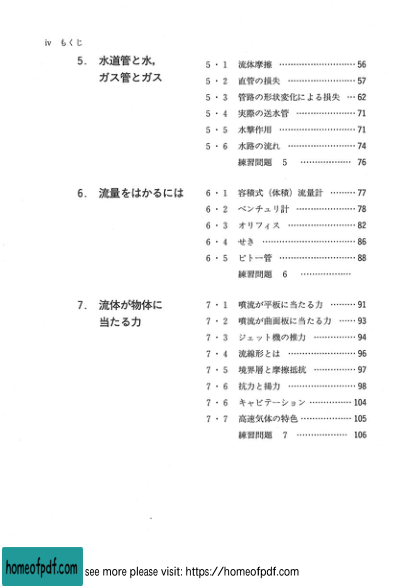 iv もくじ
5. 水道管と水，
ガス管とガス
5・1 流体摩擦 ……………………56
5・2 直管の損失 …………………57
5・3 管路の形状変化による損失 …62
5・4 実際の送水管 ………………71
5・5 水撃作用 ……………………71
5・6 水路の流れ …………………74
練習問題 5 ……………… 76
6. 流量をはかるには
6・1 容積式（体積）流量計 ………77
6・2 ベンチュリ計 ………………78
6・3 オリフィス …………………82
6・4 せき …………………………86
6・5 ピトー管 ……………………88
練習問題 6 ………………
7. 流体が物体に
当たる力
7・1 噴流が平板に当たる力 ………91
7・2 噴流が曲面板に当たる力 ……93
7・3 ジェット機の推力 ……………94
7・4 流線形とは …………………96
7・5 境界層と摩擦抵抗 ……………97
7・6 抗力と揚力 …………………98
7・6 キャビテーション ……………104
7・7 高速気体の特色 ………………105
練習問題 7 ……………… 106
homeofpdf.com
see more please visit: https://homeofpdf.com